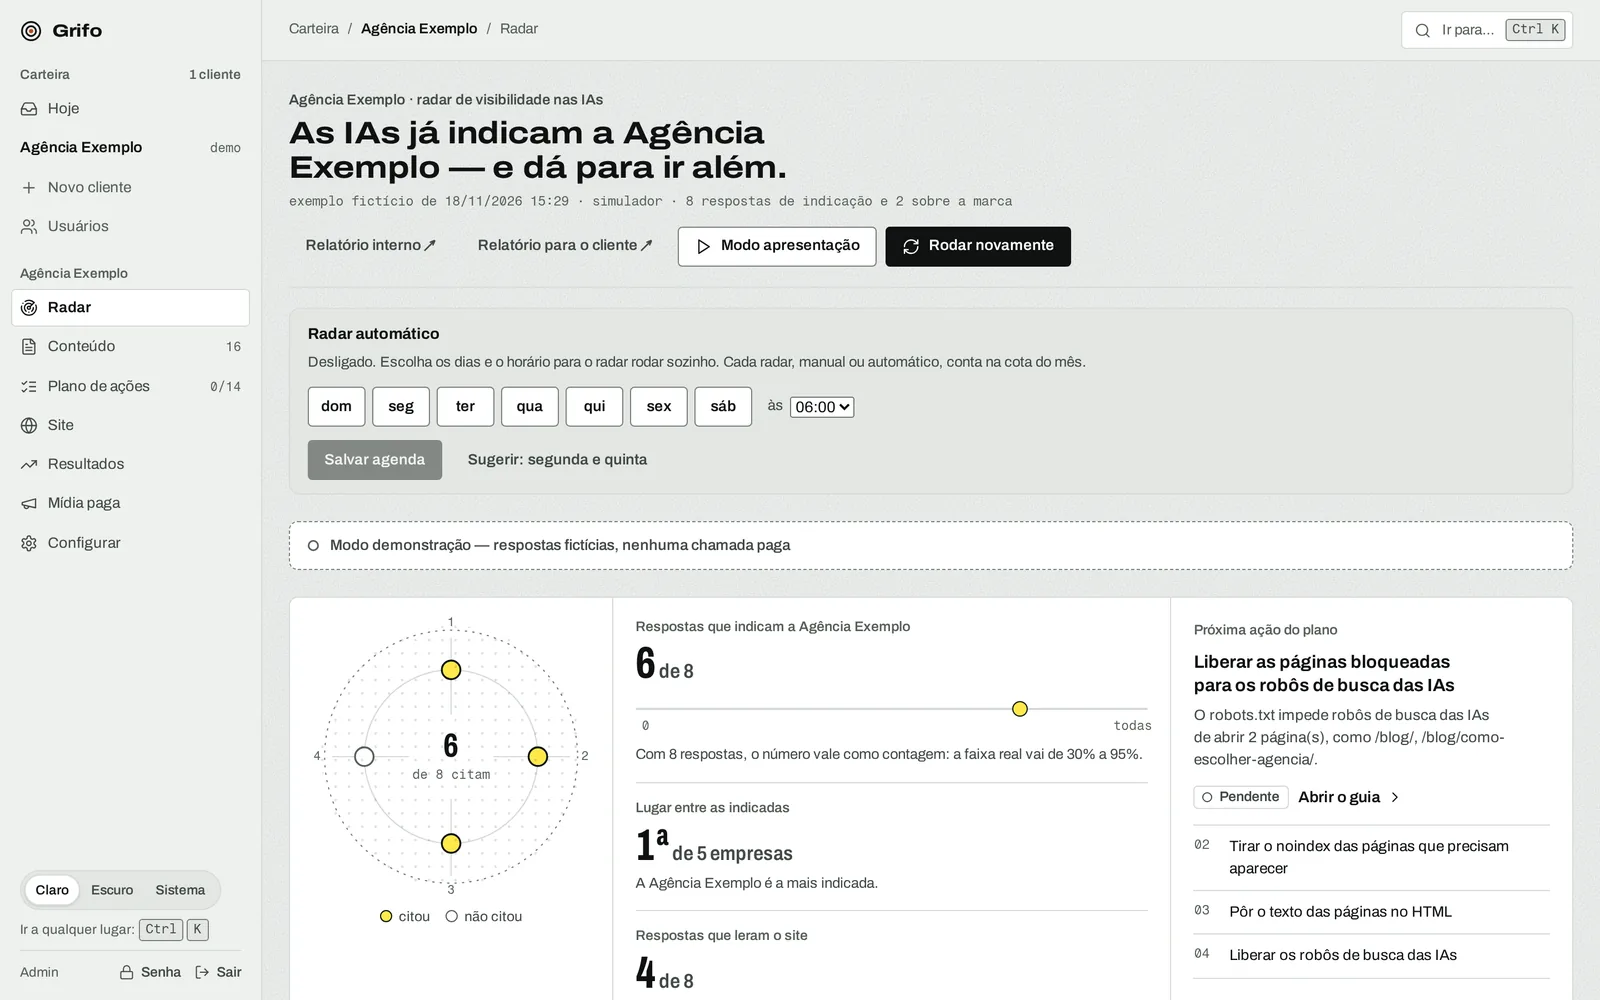 Grifo
Carteira 1 cliente
Hoje
Agência Exemplo demo
Novo cliente
Usuários
Agência Exemplo
Radar
Conteúdo 16
Plano de ações 0/14
Site
Resultados
Mídia paga
Configurar
Claro Escuro Sistema
Ir a qualquer lugar: Ctrl K
Admin Senha Sair
Carteira / Agência Exemplo / Radar
Ir para... Ctrl K
Agência Exemplo · radar de visibilidade nas IAs
As IAs já indicam a Agência
Exemplo — e dá para ir além.
exemplo fictício de 18/11/2026 15:29 · simulador · 8 respostas de indicação e 2 sobre a marca
Relatório interno ↗ Relatório para o cliente ↗ Modo apresentação Rodar novamente
Radar automático
Desligado. Escolha os dias e o horário para o radar rodar sozinho. Cada radar, manual ou automático, conta na cota do mês.
dom seg ter qua qui sex sáb às 06:00
Salvar agenda Sugerir: segunda e quinta
Modo demonstração — respostas fictícias, nenhuma chamada paga
1
2
3
4
6
de 8 citam
citou não citou
Respostas que indicam a Agência Exemplo
6 de 8
0 todas
Com 8 respostas, o número vale como contagem: a faixa real vai de 30% a 95%.
Lugar entre as indicadas
1ª de 5 empresas
A Agência Exemplo é a mais indicada.
Respostas que leram o site
4 de 8
Próxima ação do plano
Liberar as páginas bloqueadas
para os robôs de busca das IAs
O robots.txt impede robôs de busca das IAs
de abrir 2 página(s), como /blog/, /blog/como-
escolher-agencia/.
Pendente Abrir o guia
02 Tirar o noindex das páginas que precisam
aparecer
03 Pôr o texto das páginas no HTML
04 Liberar os robôs de busca das IAs